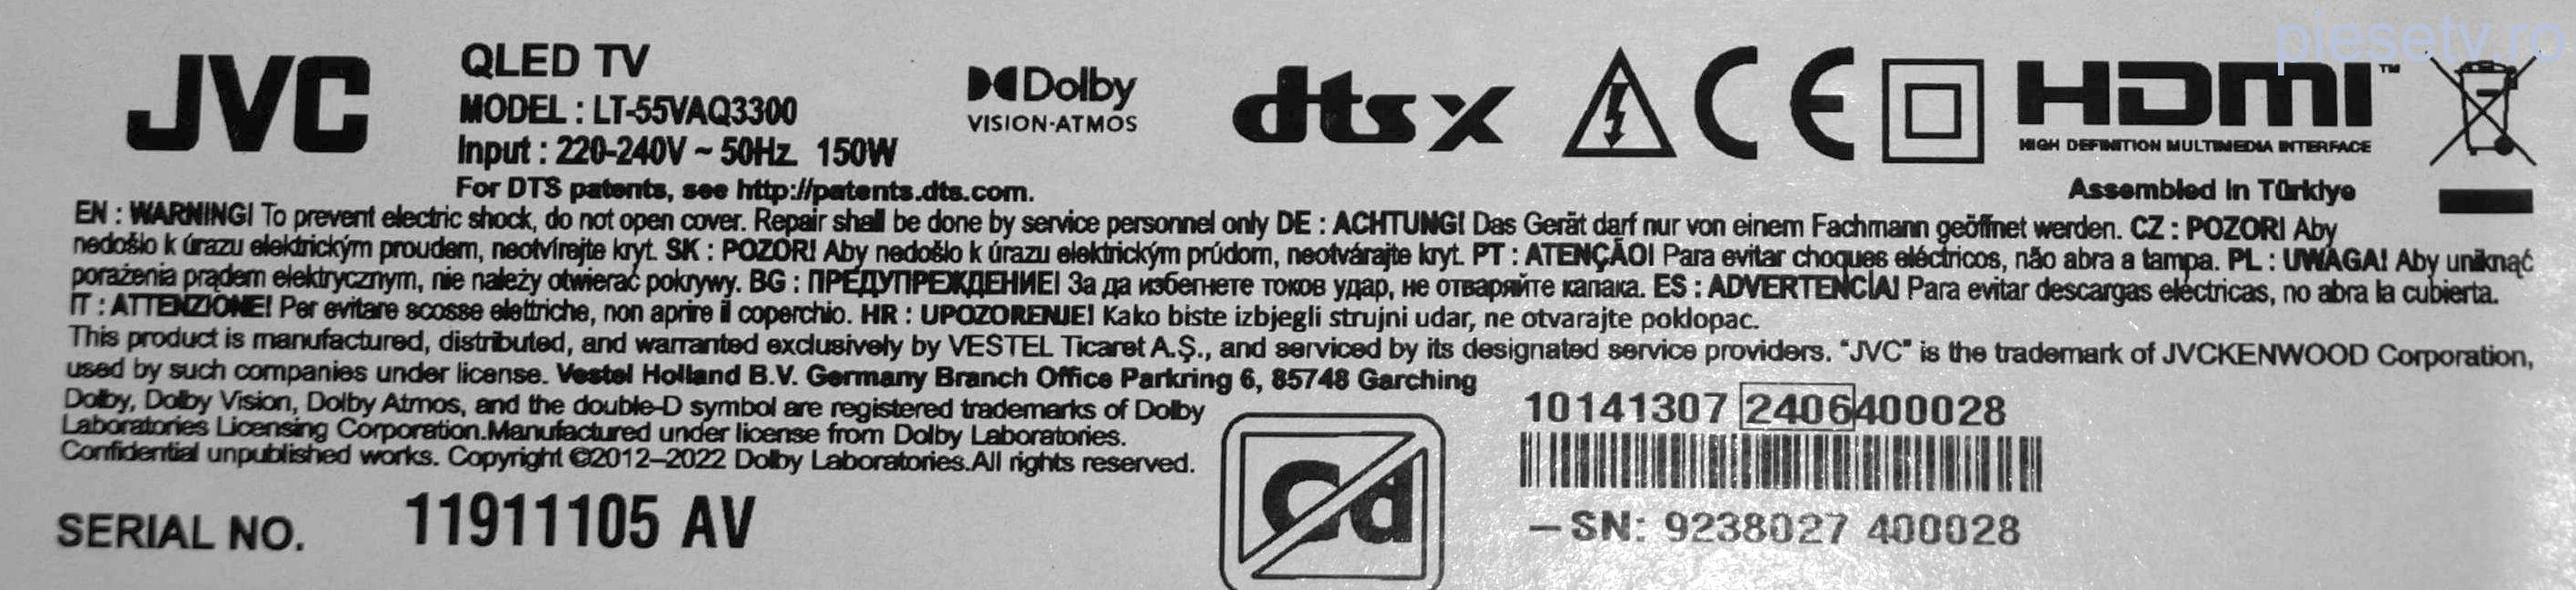 piesetv.ro
JVC
QLED TV
MODEL : LT-55VAQ3300
Input : 220-240V ~ 50Hz 150W
For DTS patents, see http://patents.dts.com.
Dolby
VISION·ATMOS
dts x
CE
HDMI™
HIGH DEFINITION MULTIMEDIA INTERFACE
Assembled in Türkiye
EN : WARNING! To prevent electric shock, do not open cover. Repair shall be done by service personnel only DE : ACHTUNG! Das Gerät darf nur von einem Fachmann geöffnet werden. CZ : POZOR! Aby
nedošlo k úrazu elektrickým proudem, neotvírejte kryt. SK : POZOR! Aby nedošlo k úrazu elektrickým prúdom, neotvárajte kryt. PT : ATENÇÃO! Para evitar choques eléctricos, não abra a tampa. PL : UWAGA! Aby uniknąć
porażenia prądem elektrycznym, nie należy otwierać pokrywy. BG : ПРЕДУПРЕЖДЕНИЕ! За да избегнете токов удар, не отваряйте капака. ES : ADVERTENCÍA! Para evitar descargas eléctricas, no abra la cubierta.
IT : ATTENZIONE! Per evitare scosse elettriche, non aprire il coperchio. HR : UPOZORENJE! Kako biste izbjegli strujni udar, ne otvarajte poklopac.
This product is manufactured, distributed, and warranted exclusively by VESTEL Ticaret A.Ş., and serviced by its designated service providers. "JVC" is the trademark of JVCKENWOOD Corporation,
used by such companies under license. Vestel Holland B.V. Germany Branch Office Parkring 6, 85748 Garching
Dolby, Dolby Vision, Dolby Atmos, and the double-D symbol are registered trademarks of Dolby
Laboratories Licensing Corporation.Manufactured under license from Dolby Laboratories.
Confidential unpublished works. Copyright ©2012–2022 Dolby Laboratories.All rights reserved.
SERIAL NO. 11911105 AV
Cd
10141307 2406400028
–SN: 9238027 400028